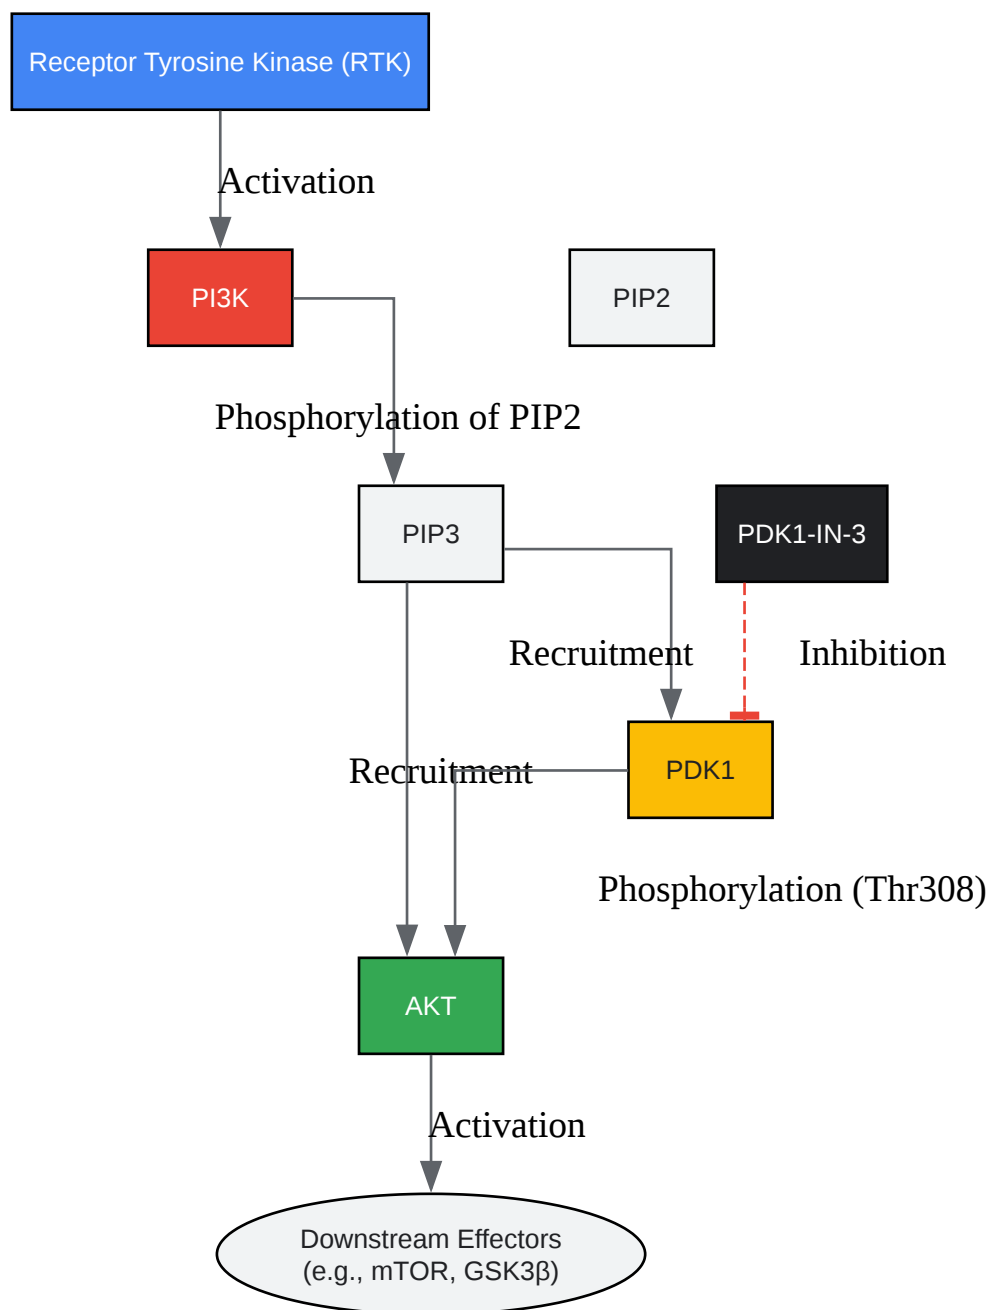 Receptor Tyrosine Kinase (RTK)
Activation
PI3K
PIP2
Phosphorylation of PIP2
PIP3
PDK1-IN-3
Recruitment
Inhibition
Recruitment
PDK1
Phosphorylation (Thr308)
AKT
Activation
Downstream Effectors
(e.g., mTOR, GSK3β)